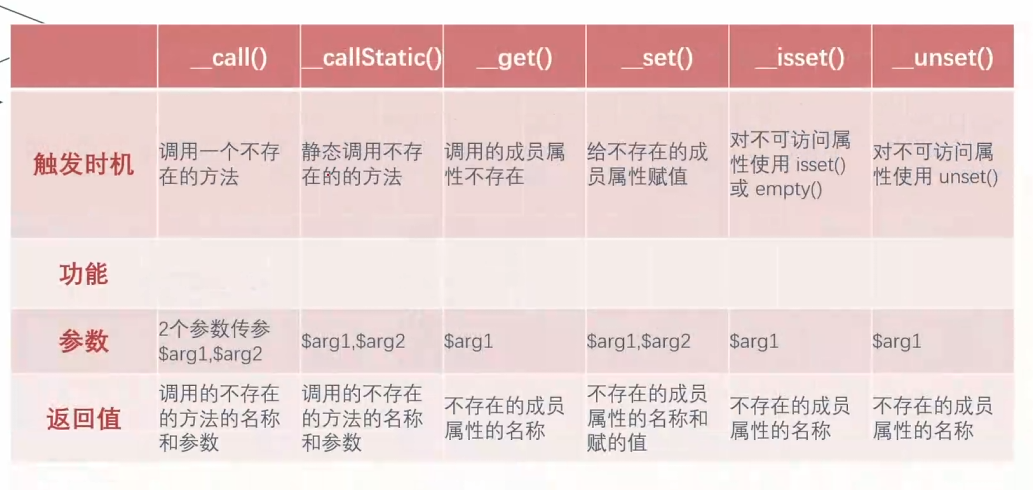 __call() __callStatic() __get() __set() __isset() __unset()
触发时机
调用一个不存
在的方法
静态调用不存
在的的方法
调用的成员属
性不存在
给不存在的成
员属性赋值
对不可访问属
性使用 isset()
或 empty()
对不可访问属
性使用 unset()
功能
参数
2个参数传参
$arg1,$arg2
$arg1,$arg2
$arg1
$arg1,$arg2
$arg1
$arg1
返回值
调用的不存在
的方法的名称
和参数
调用的不存在
的方法的名称
和参数
不存在的成员
属性的名称
不存在的成员
属性的名称和
赋的值
不存在的成员
属性的名称
不存在的成员
属性的名称